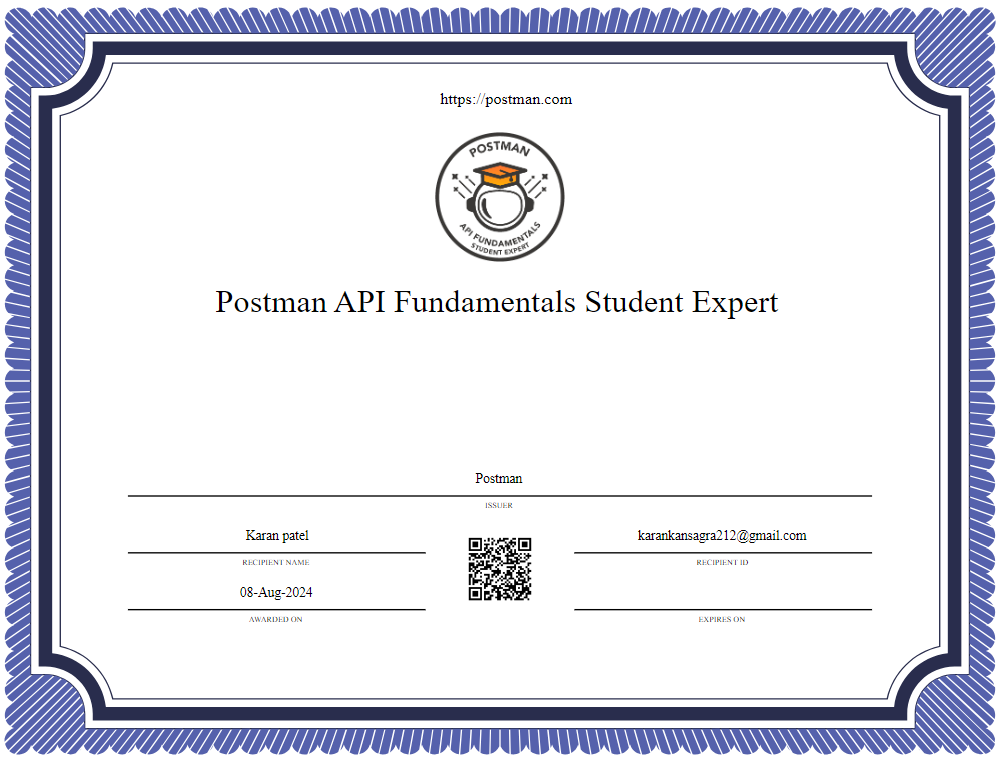 https://postman.com
POSTMAN
API FUNDAMENTALS
STUDENT EXPERT
Postman API Fundamentals Student Expert
Postman
ISSUER
Karan patel
karankansagra212@gmail.com
RECIPIENT NAME
RECIPIENT ID
08-Aug-2024
AWARDED ON
EXPIRES ON